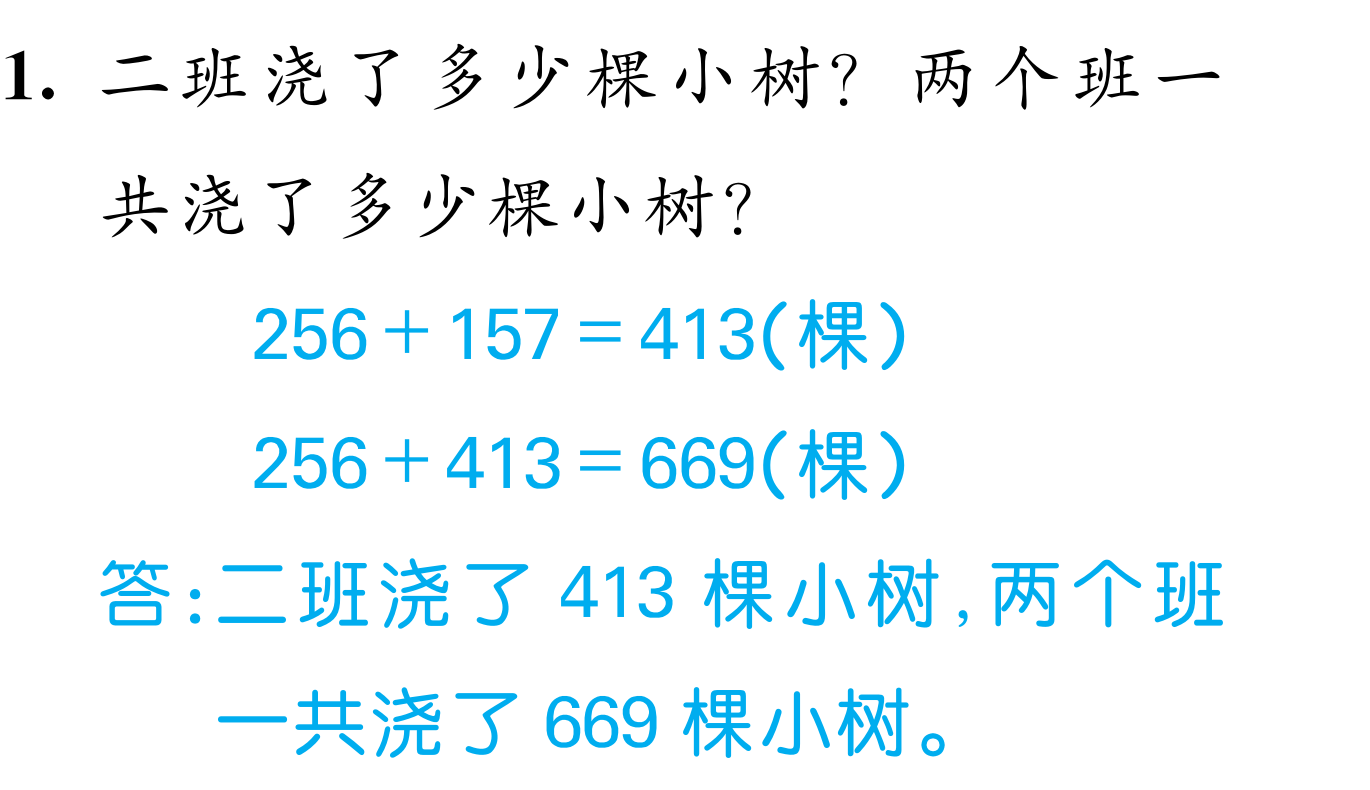 1. 二班浇了多少棵小树？两个班一
共浇了多少棵小树？
256＋157＝413(棵)
256＋413＝669(棵)
答：二班浇了 413 棵小树，两个班
一共浇了 669 棵小树。